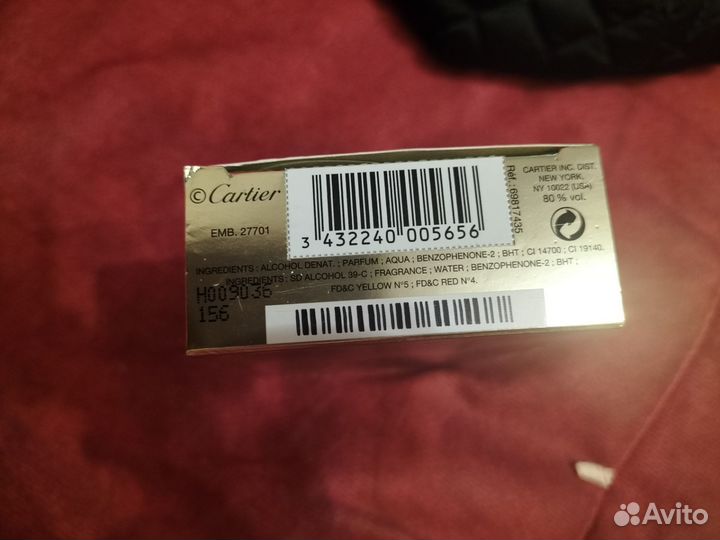 © Cartier
EMB. 27701
3 432240 005656
Réf.: 69817435
CARTIER INC. DIST.
NEW YORK,
NY 10022 (USA)
80 % vol.
INGREDIENTS : ALCOHOL DENAT. ; PARFUM ; AQUA ; BENZOPHENONE-2 ; BHT ; CI 14700 ; CI 19140.
INGREDIENTS : SD ALCOHOL 39-C ; FRAGRANCE ; WATER ; BENZOPHENONE-2 ; BHT ;
FD&C YELLOW N°5 ; FD&C RED N°4.
H009036
156
Avito